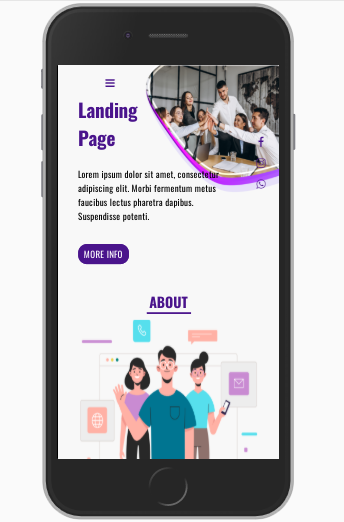 Landing
Page
Lorem ipsum dolor sit amet, consectetur
adipiscing elit. Morbi fermentum metus
faucibus lectus pharetra dapibus.
Suspendisse potenti.
MORE INFO
ABOUT